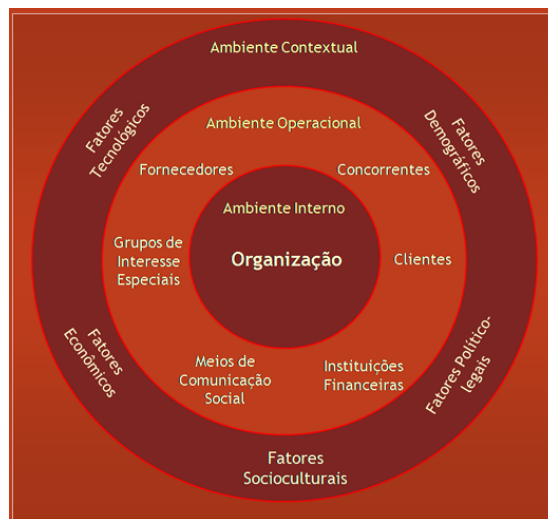 Ambiente Contextual
Fatores
Tecnológicos
Fatores
Demográficos
Ambiente Operacional
Fornecedores
Concorrentes
Ambiente Interno
Organização
Grupos de
Interesse
Especiais
Clientes
Fatores
Econômicos
Fatores Político-
legais
Meios de
Comunicação
Social
Instituições
Financeiras
Fatores
Socioculturais